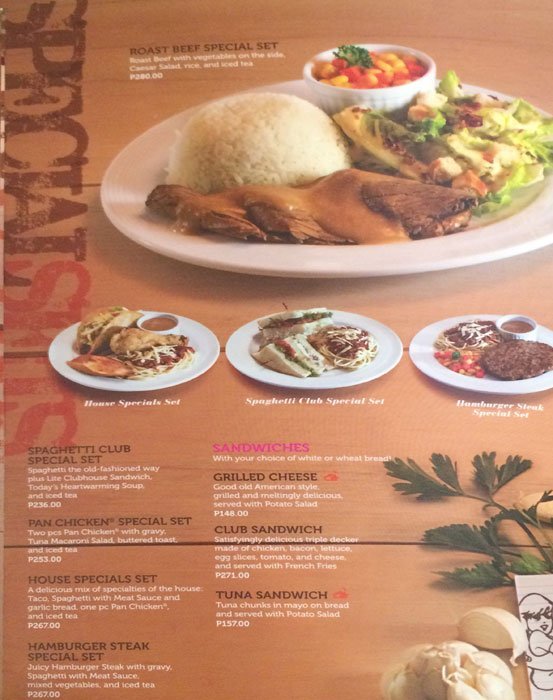 SPECIAL SETS
ROAST BEEF SPECIAL SET
Roast Beef with vegetables on the side,
Caesar Salad, rice, and iced tea
P280.00
House Specials Set
Spaghetti Club Special Set
Hamburger Steak
Special Set
SPAGHETTI CLUB
SPECIAL SET
Spaghetti the old-fashioned way
plus Lite Clubhouse Sandwich,
Today's Heartwarming Soup,
and iced tea
P236.00
PAN CHICKEN® SPECIAL SET
Two pcs Pan Chicken® with gravy,
Tuna Macaroni Salad, buttered toast,
and iced tea
P253.00
HOUSE SPECIALS SET
A delicious mix of specialties of the house:
Taco, Spaghetti with Meat Sauce and
garlic bread, one pc Pan Chicken®,
and iced tea
P267.00
HAMBURGER STEAK
SPECIAL SET
Juicy Hamburger Steak with gravy,
Spaghetti with Meat Sauce,
mixed vegetables, and iced tea
P267.00
SANDWICHES
With your choice of white or wheat bread!
GRILLED CHEESE
Good old American style,
grilled and meltingly delicious,
served with Potato Salad
P148.00
CLUB SANDWICH
Satisfyingly delicious triple decker
made of chicken, bacon, lettuce,
egg slices, tomato, and cheese,
and served with French Fries
P271.00
TUNA SANDWICH
Tuna chunks in mayo on bread
and served with Potato Salad
P157.00